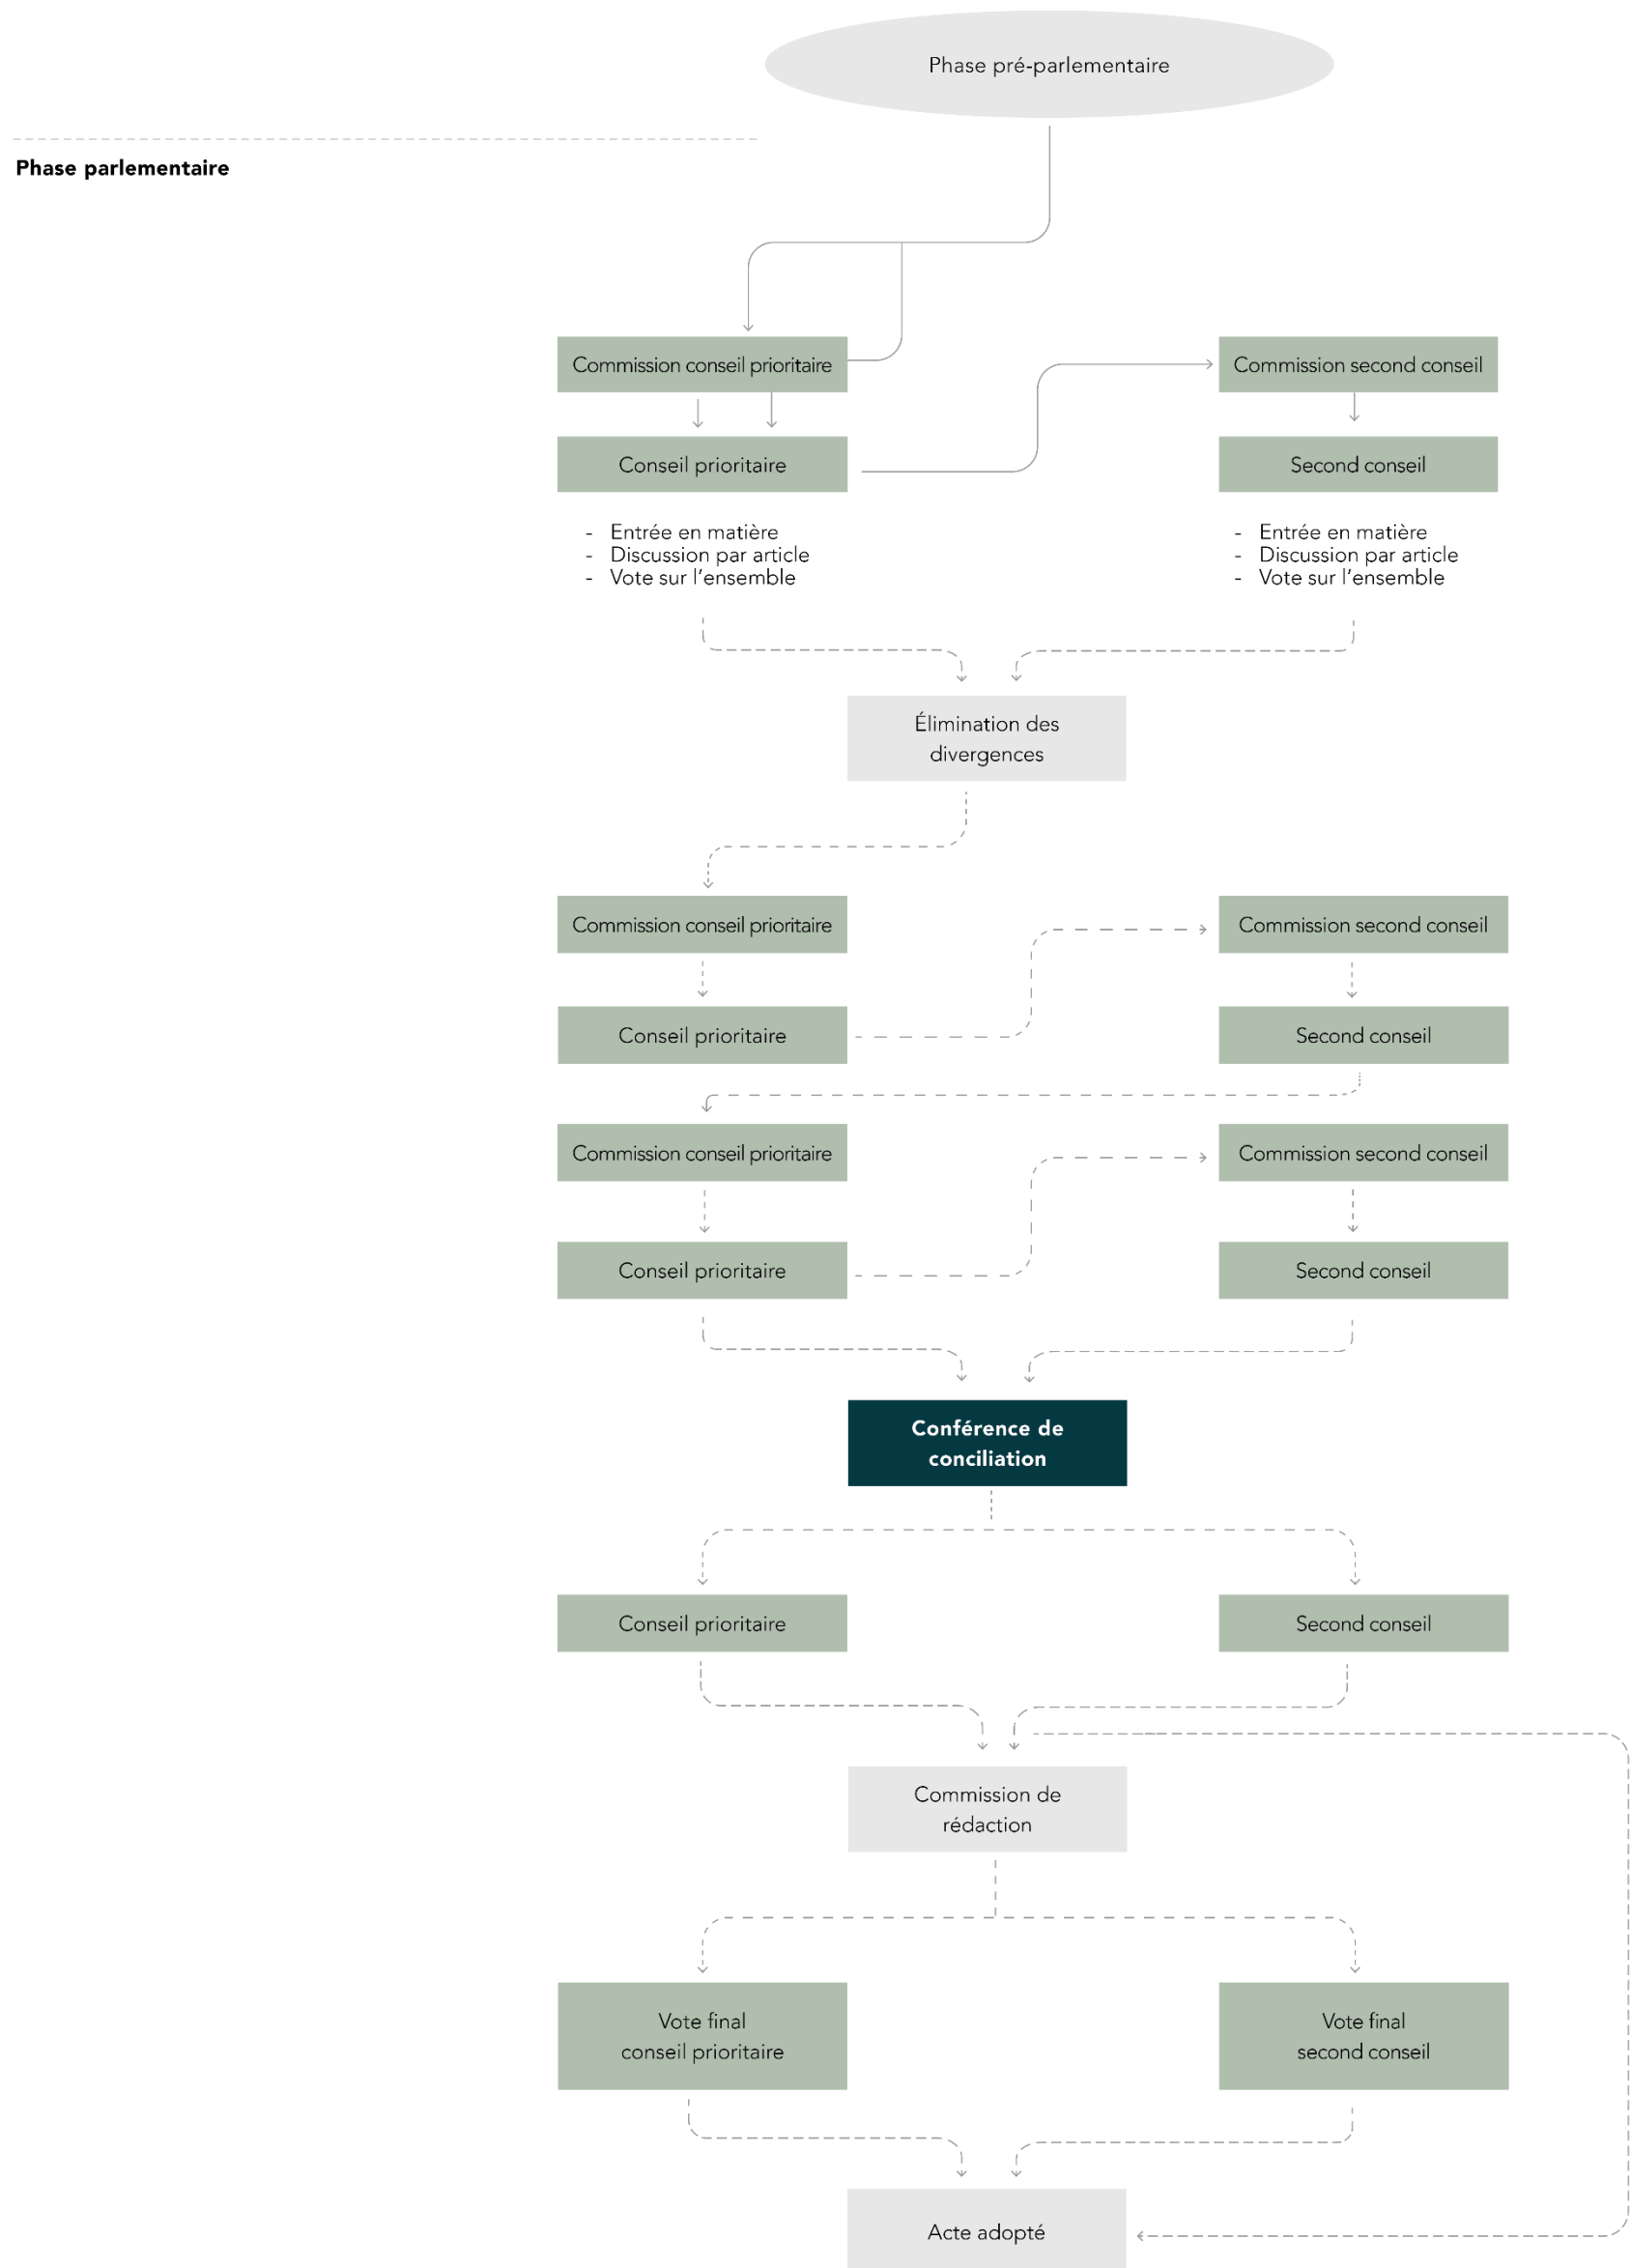 Phase pré-parlementaire
Phase parlementaire
Commission conseil prioritaire
Commission second conseil
Conseil prioritaire
Second conseil
- Entrée en matière
- Discussion par article
- Vote sur l'ensemble
- Entrée en matière
- Discussion par article
- Vote sur l'ensemble
Élimination des
divergences
Commission conseil prioritaire
Commission second conseil
Conseil prioritaire
Second conseil
Commission conseil prioritaire
Commission second conseil
Conseil prioritaire
Second conseil
Conférence de
conciliation
Conseil prioritaire
Second conseil
Commission de
rédaction
Vote final
conseil prioritaire
Vote final
second conseil
Acte adopté